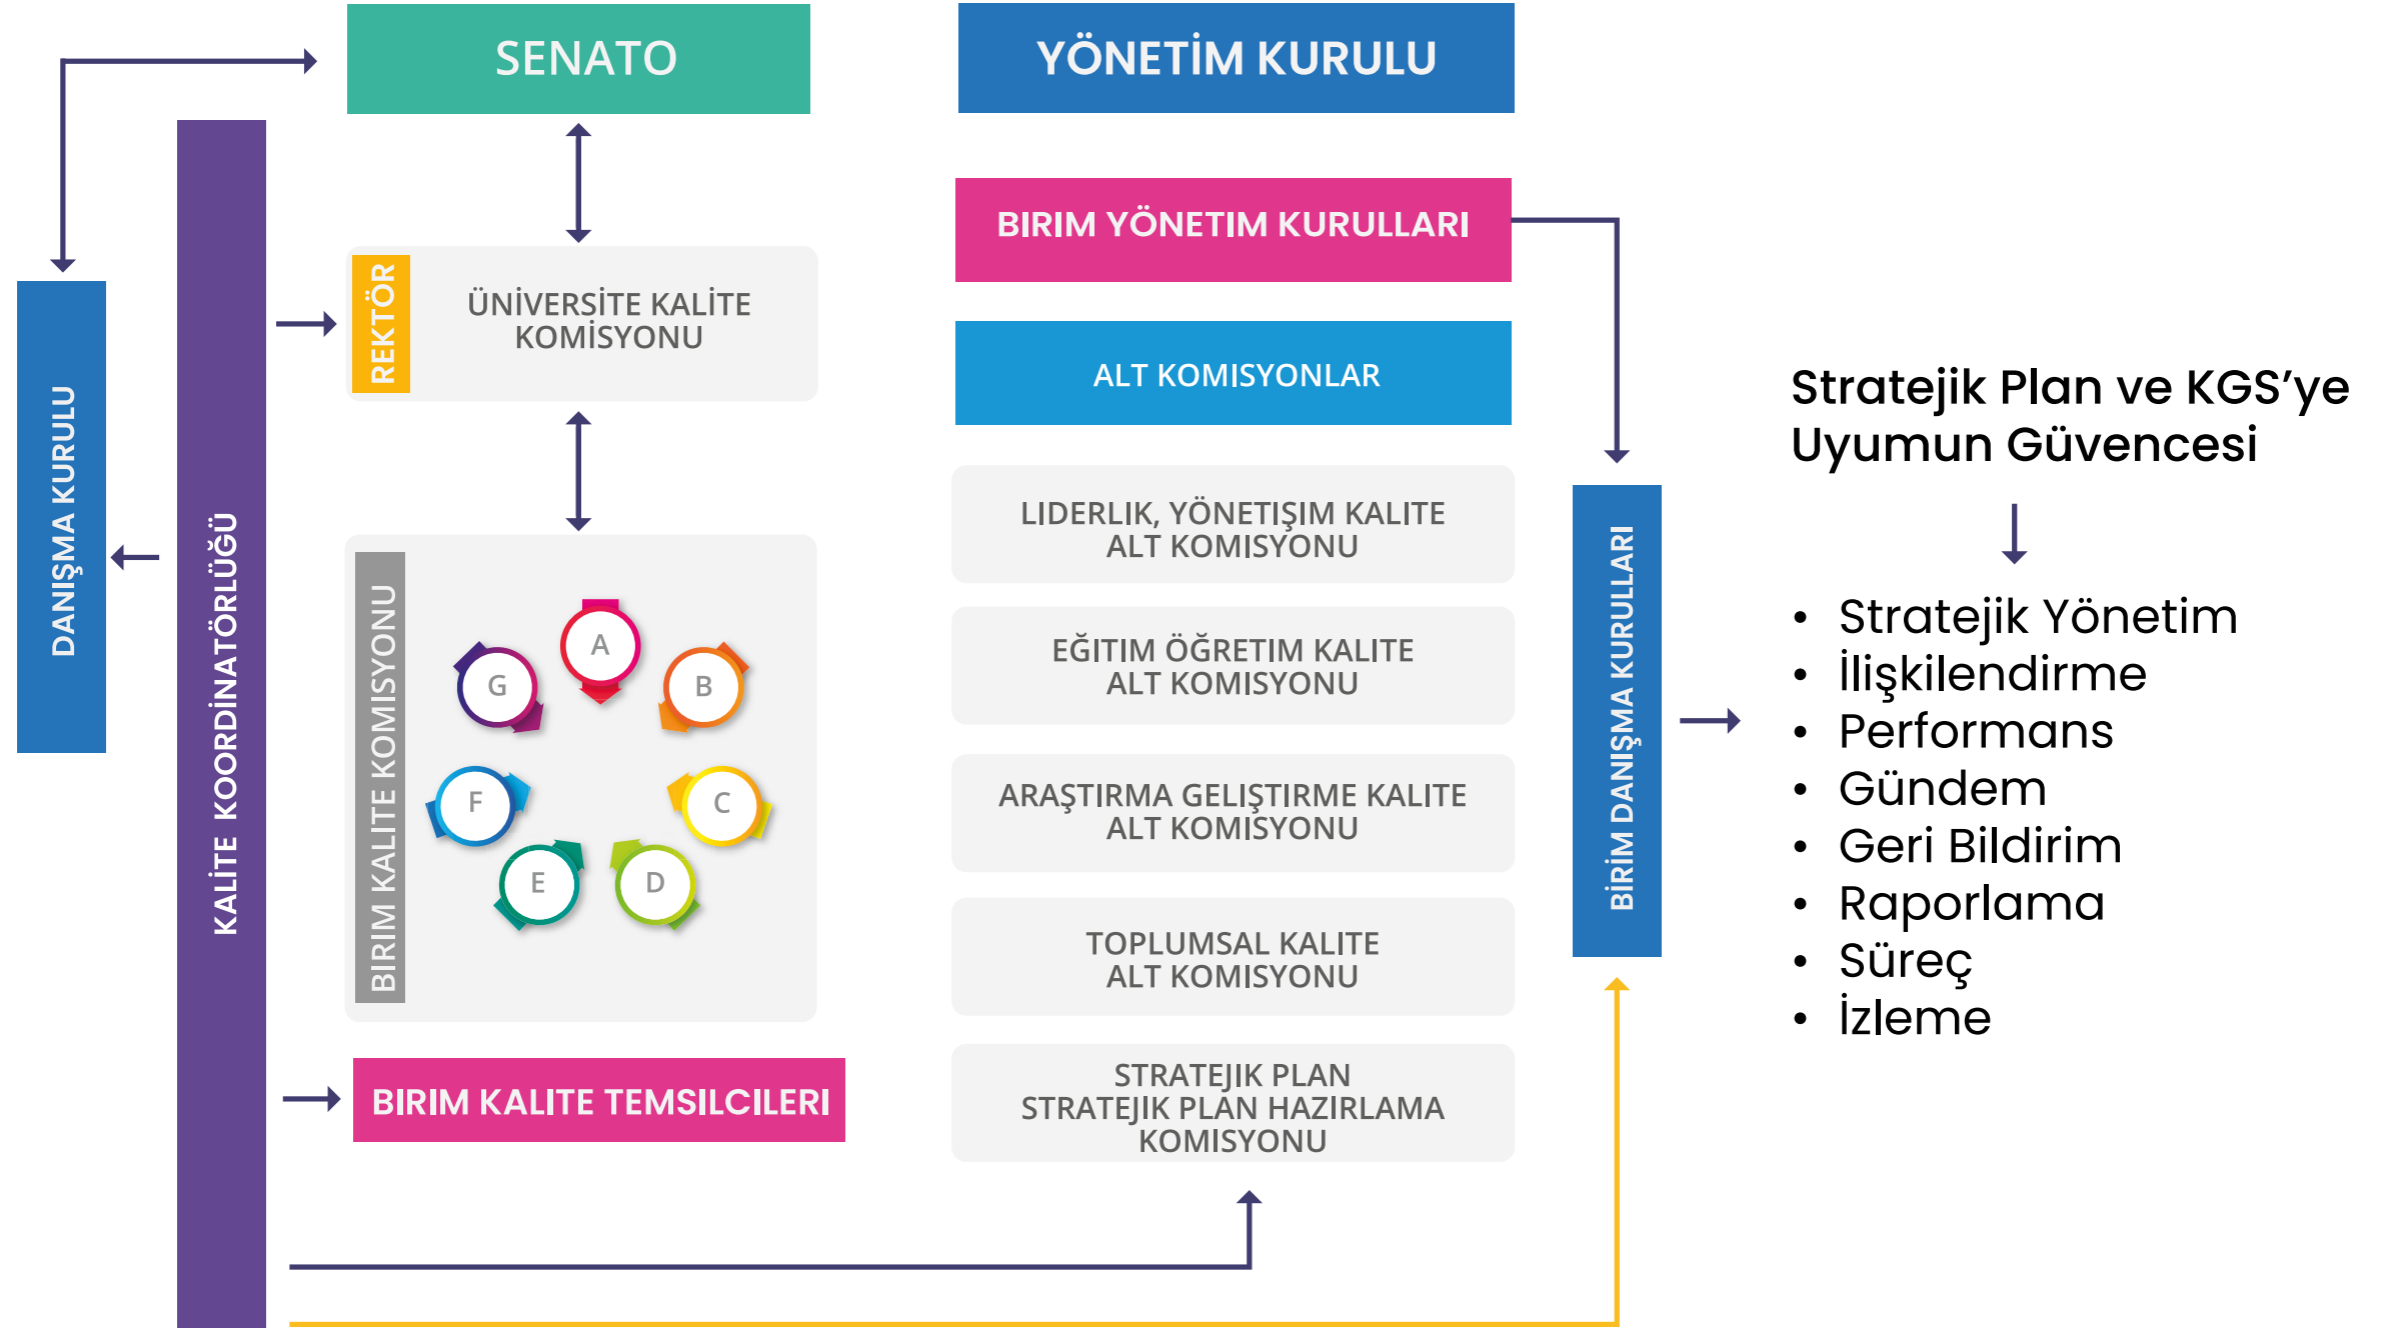 SENATO
YÖNETİM KURULU
DANIŞMA KURULU
KALİTE KOORDİNATÖRLÜĞÜ
REKTÖR
ÜNİVERSİTE KALİTE
KOMİSYONU
BIRIM KALITE KOMISYONU
A
B
C
D
E
F
G
BIRIM KALITE TEMSILCILERI
BIRIM YÖNETIM KURULLARI
ALT KOMISYONLAR
LIDERLIK, YÖNETIŞIM KALITE
ALT KOMISYONU
EĞITIM ÖĞRETIM KALITE
ALT KOMISYONU
ARAŞTIRMA GELIŞTIRME KALITE
ALT KOMISYONU
TOPLUMSAL KALITE
ALT KOMISYONU
STRATEJIK PLAN
STRATEJIK PLAN HAZIRLAMA
KOMISYONU
BİRİM DANIŞMA KURULLARI
Stratejik Plan ve KGS’ye
Uyumun Güvencesi
• Stratejik Yönetim
• İlişkilendirme
• Performans
• Gündem
• Geri Bildirim
• Raporlama
• Süreç
• İzleme